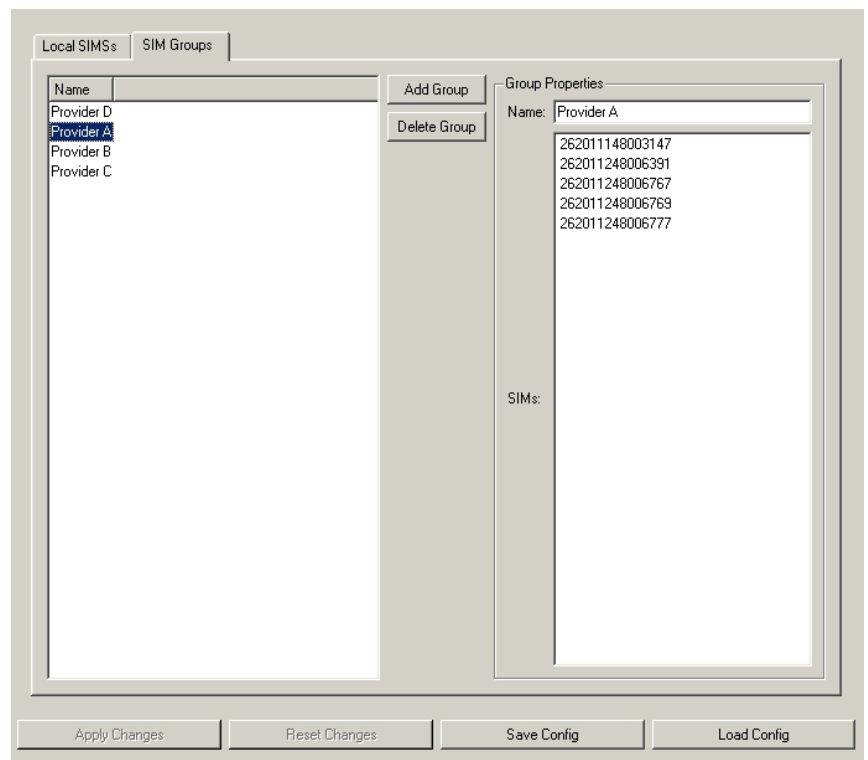 Local SIMSs
SIM Groups
Name
Provider D
Provider A
Provider B
Provider C
Add Group
Delete Group
Group Properties
Name: Provider A
262011148003147
262011248006391
262011248006767
262011248006769
262011248006777
SIMs:
Apply Changes
Reset Changes
Save Config
Load Config